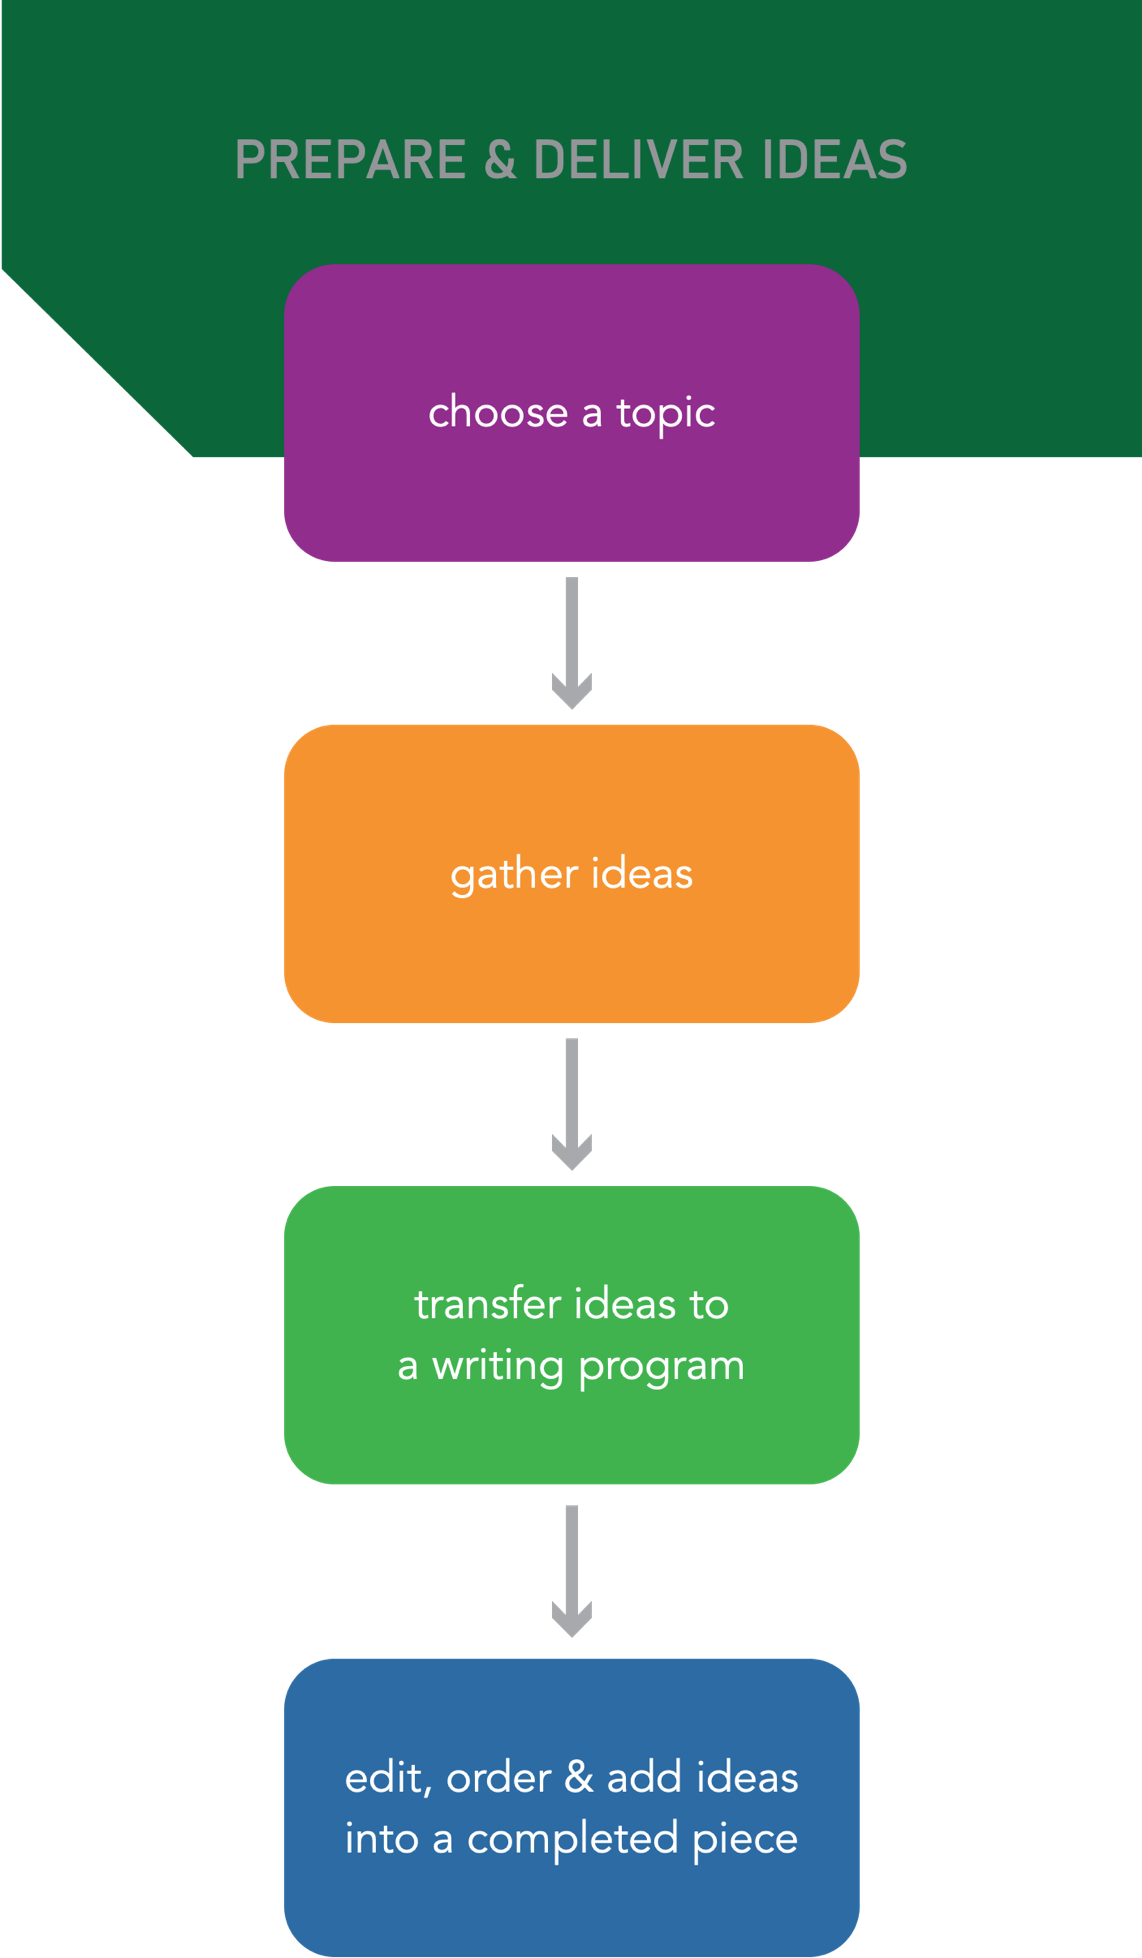 PREPARE & DELIVER IDEAS
choose a topic
gather ideas
transfer ideas to
a writing program
edit, order & add ideas
into a completed piece